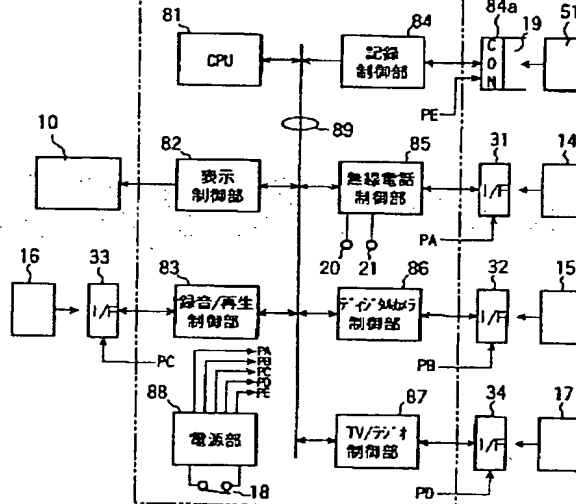 81
CPU
84
記録
制御部
84a
CON
19
51
PE
89
10
82
表示
制御部
85
無線電話
制御部
31
I/F
14
PA
20
21
16
33
I/F
83
録音/再生
制御部
86
ディジタルカメラ
制御部
32
I/F
15
PC
PB
88
電源部
PA
PB
PC
PD
PE
18
87
TV/ラジオ
制御部
34
I/F
17
PD